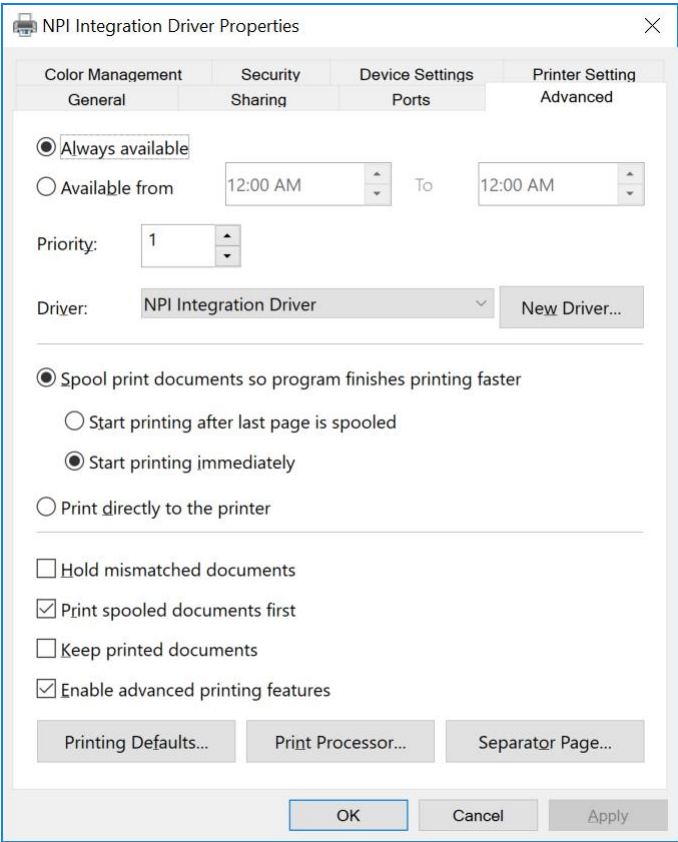 NPI Integration Driver Properties
Color Management Security Device Settings Printer Setting
General Sharing Ports Advanced
Always available
Available from 12:00 AM To 12:00 AM
Priority: 1
Driver: NPI Integration Driver New Driver...
Spool print documents so program finishes printing faster
Start printing after last page is spooled
Start printing immediately
Print directly to the printer
Hold mismatched documents
Print spooled documents first
Keep printed documents
Enable advanced printing features
Printing Defaults... Print Processor... Separator Page...
OK Cancel Apply